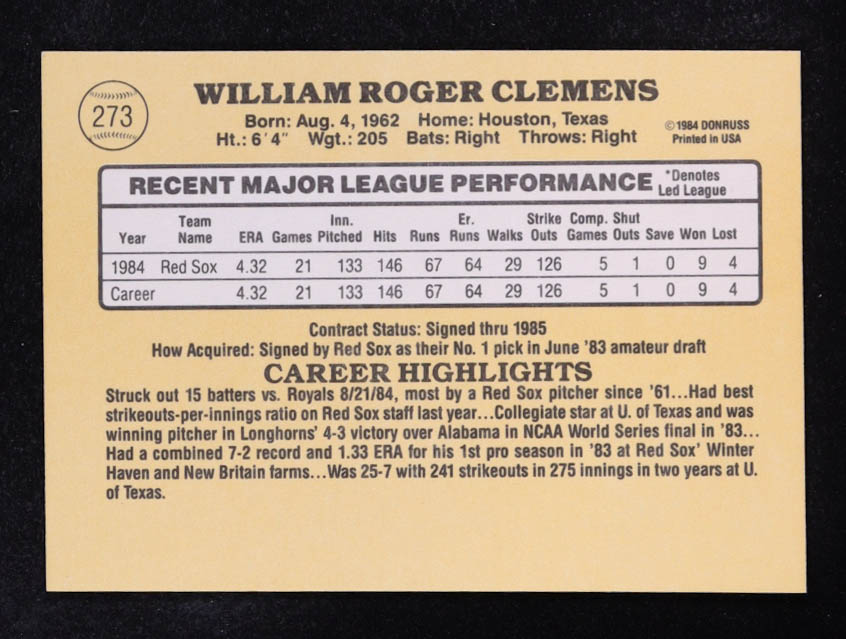 273
WILLIAM ROGER CLEMENS
Born: Aug. 4, 1962 Home: Houston, Texas
Ht.: 6´4˝ Wgt.: 205 Bats: Right Throws: Right
©1984 DONRUSS
Printed in USA
RECENT MAJOR LEAGUE PERFORMANCE
*Denotes
Led League
Team Inn. Er. Strike Comp. Shut
Year Name ERA Games Pitched Hits Runs Runs Walks Outs Games Outs Save Won Lost
1984 Red Sox 4.32 21 133 146 67 64 29 126 5 1 0 9 4
Career 4.32 21 133 146 67 64 29 126 5 1 0 9 4
Contract Status: Signed thru 1985
How Acquired: Signed by Red Sox as their No. 1 pick in June '83 amateur draft
CAREER HIGHLIGHTS
Struck out 15 batters vs. Royals 8/21/84, most by a Red Sox pitcher since '61...Had best
strikeouts-per-innings ratio on Red Sox staff last year...Collegiate star at U. of Texas and was
winning pitcher in Longhorns' 4-3 victory over Alabama in NCAA World Series final in '83...
Had a combined 7-2 record and 1.33 ERA for his 1st pro season in '83 at Red Sox' Winter
Haven and New Britain farms...Was 25-7 with 241 strikeouts in 275 innings in two years at U.
of Texas.